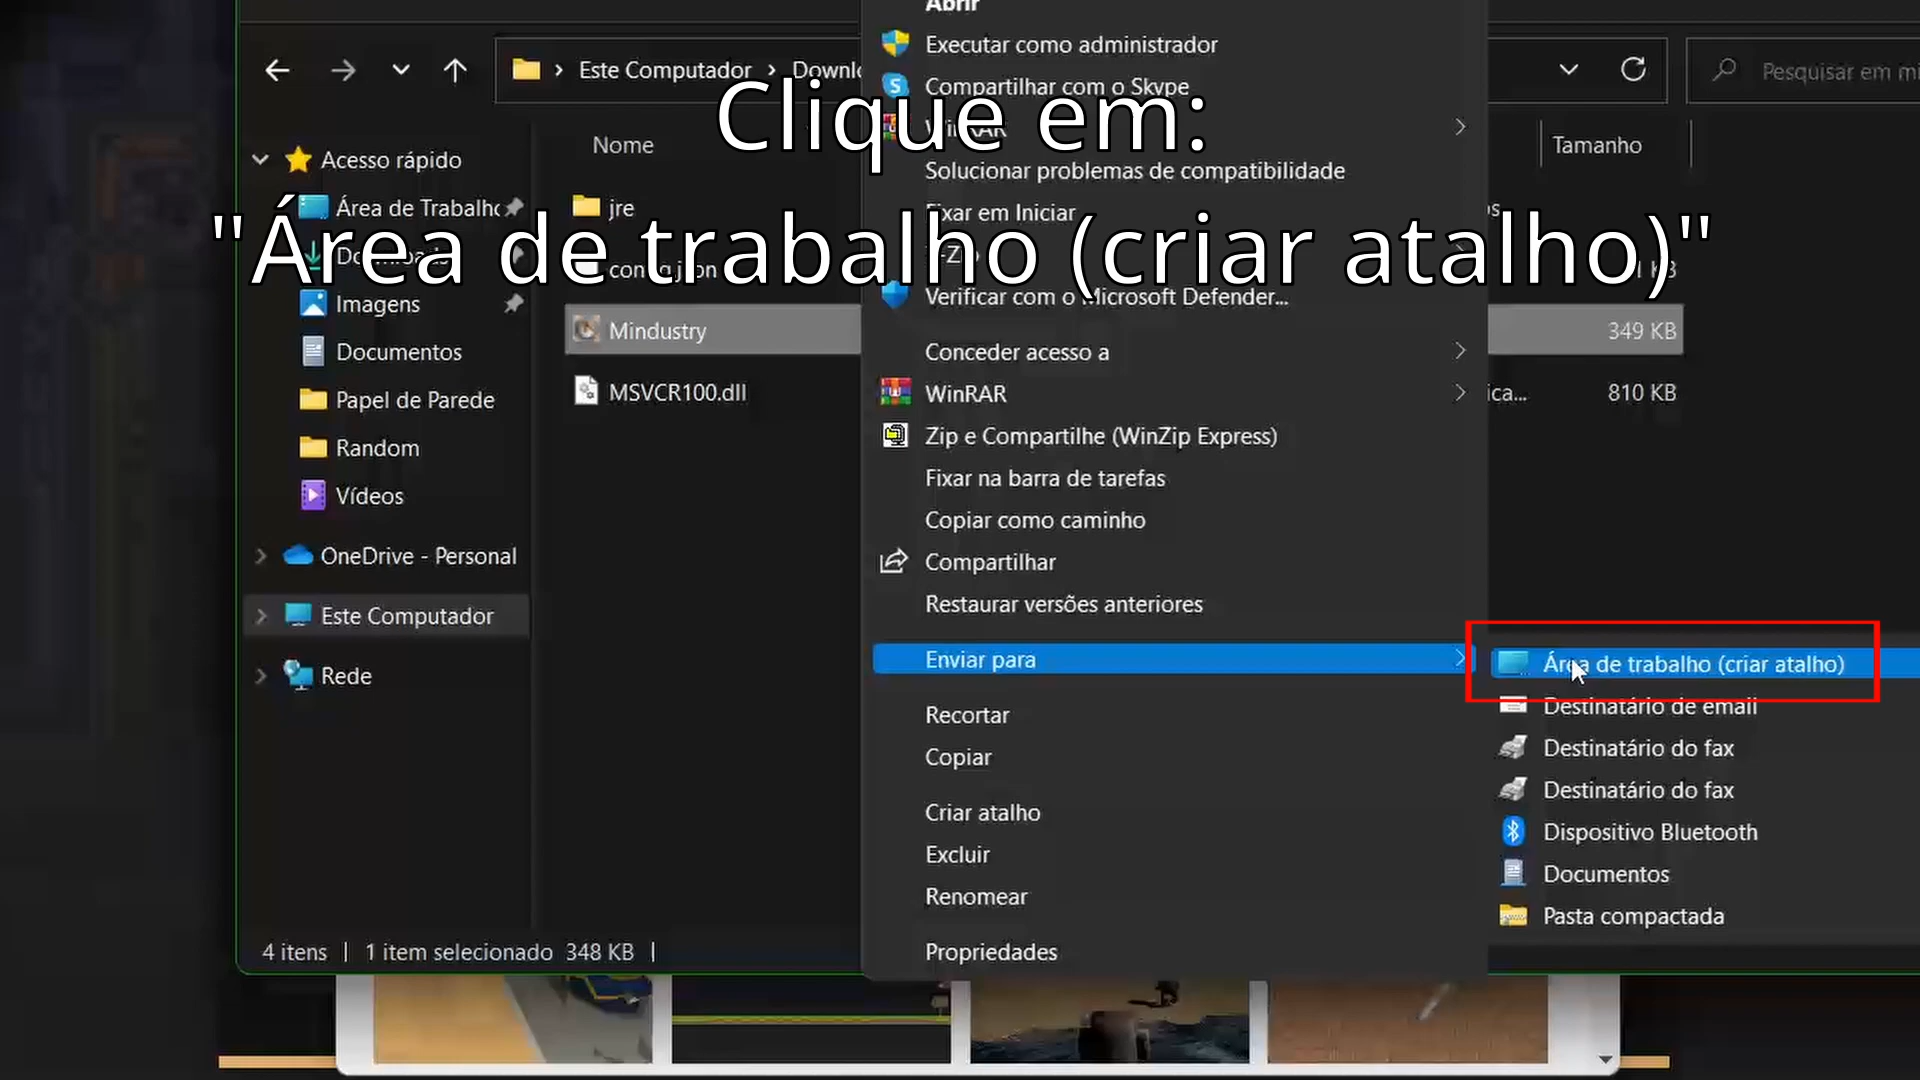 Abrir
Executar como administrador
Este Computador
Pesquisar em
Compartilhar com o Skype
Clique em:
WinRAR
Nome
Tamanho
Acesso rápido
Solucionar problemas de compatibilidade
Área de Trabalho
jre
Fixar em Iniciar
"Área de trabalho (criar atalho)"
Downloads
Imagens
Verificar com o Microsoft Defender...
Mindustry
349 KB
Documentos
Conceder acesso a
MSVCR100.dll
WinRAR
810 KB
Papel de Parede
Zip e Compartilhe (WinZip Express)
Random
Fixar na barra de tarefas
Vídeos
Copiar como caminho
OneDrive - Personal
Compartilhar
Este Computador
Restaurar versões anteriores
Rede
Enviar para
Área de trabalho (criar atalho)
Destinatário de email
Recortar
Destinatário do fax
Copiar
Destinatário do fax
Criar atalho
Dispositivo Bluetooth
Excluir
Documentos
Renomear
Pasta compactada
4 itens | 1 item selecionado 348 KB |
Propriedades